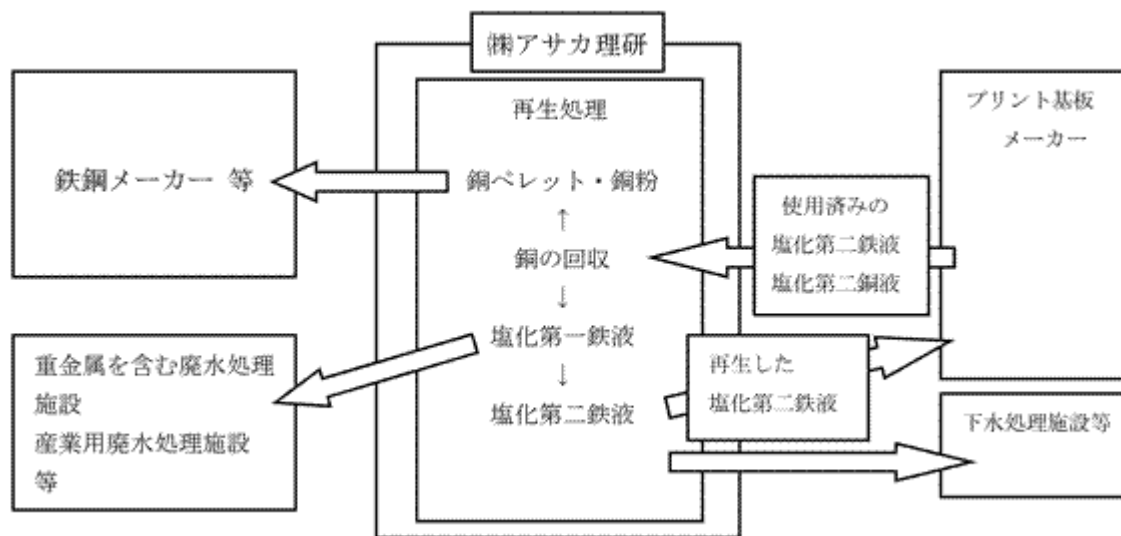 ㈱アサカ理研
鉄鋼メーカー 等
重金属を含む廃水処理
施設
産業用廃水処理施設
等
再生処理
銅ペレット・銅粉
↑
銅の回収
↓
塩化第一鉄液
↓
塩化第二鉄液
使用済みの
塩化第二鉄液
塩化第二銅液
再生した
塩化第二鉄液
プリント基板
メーカー
下水処理施設等